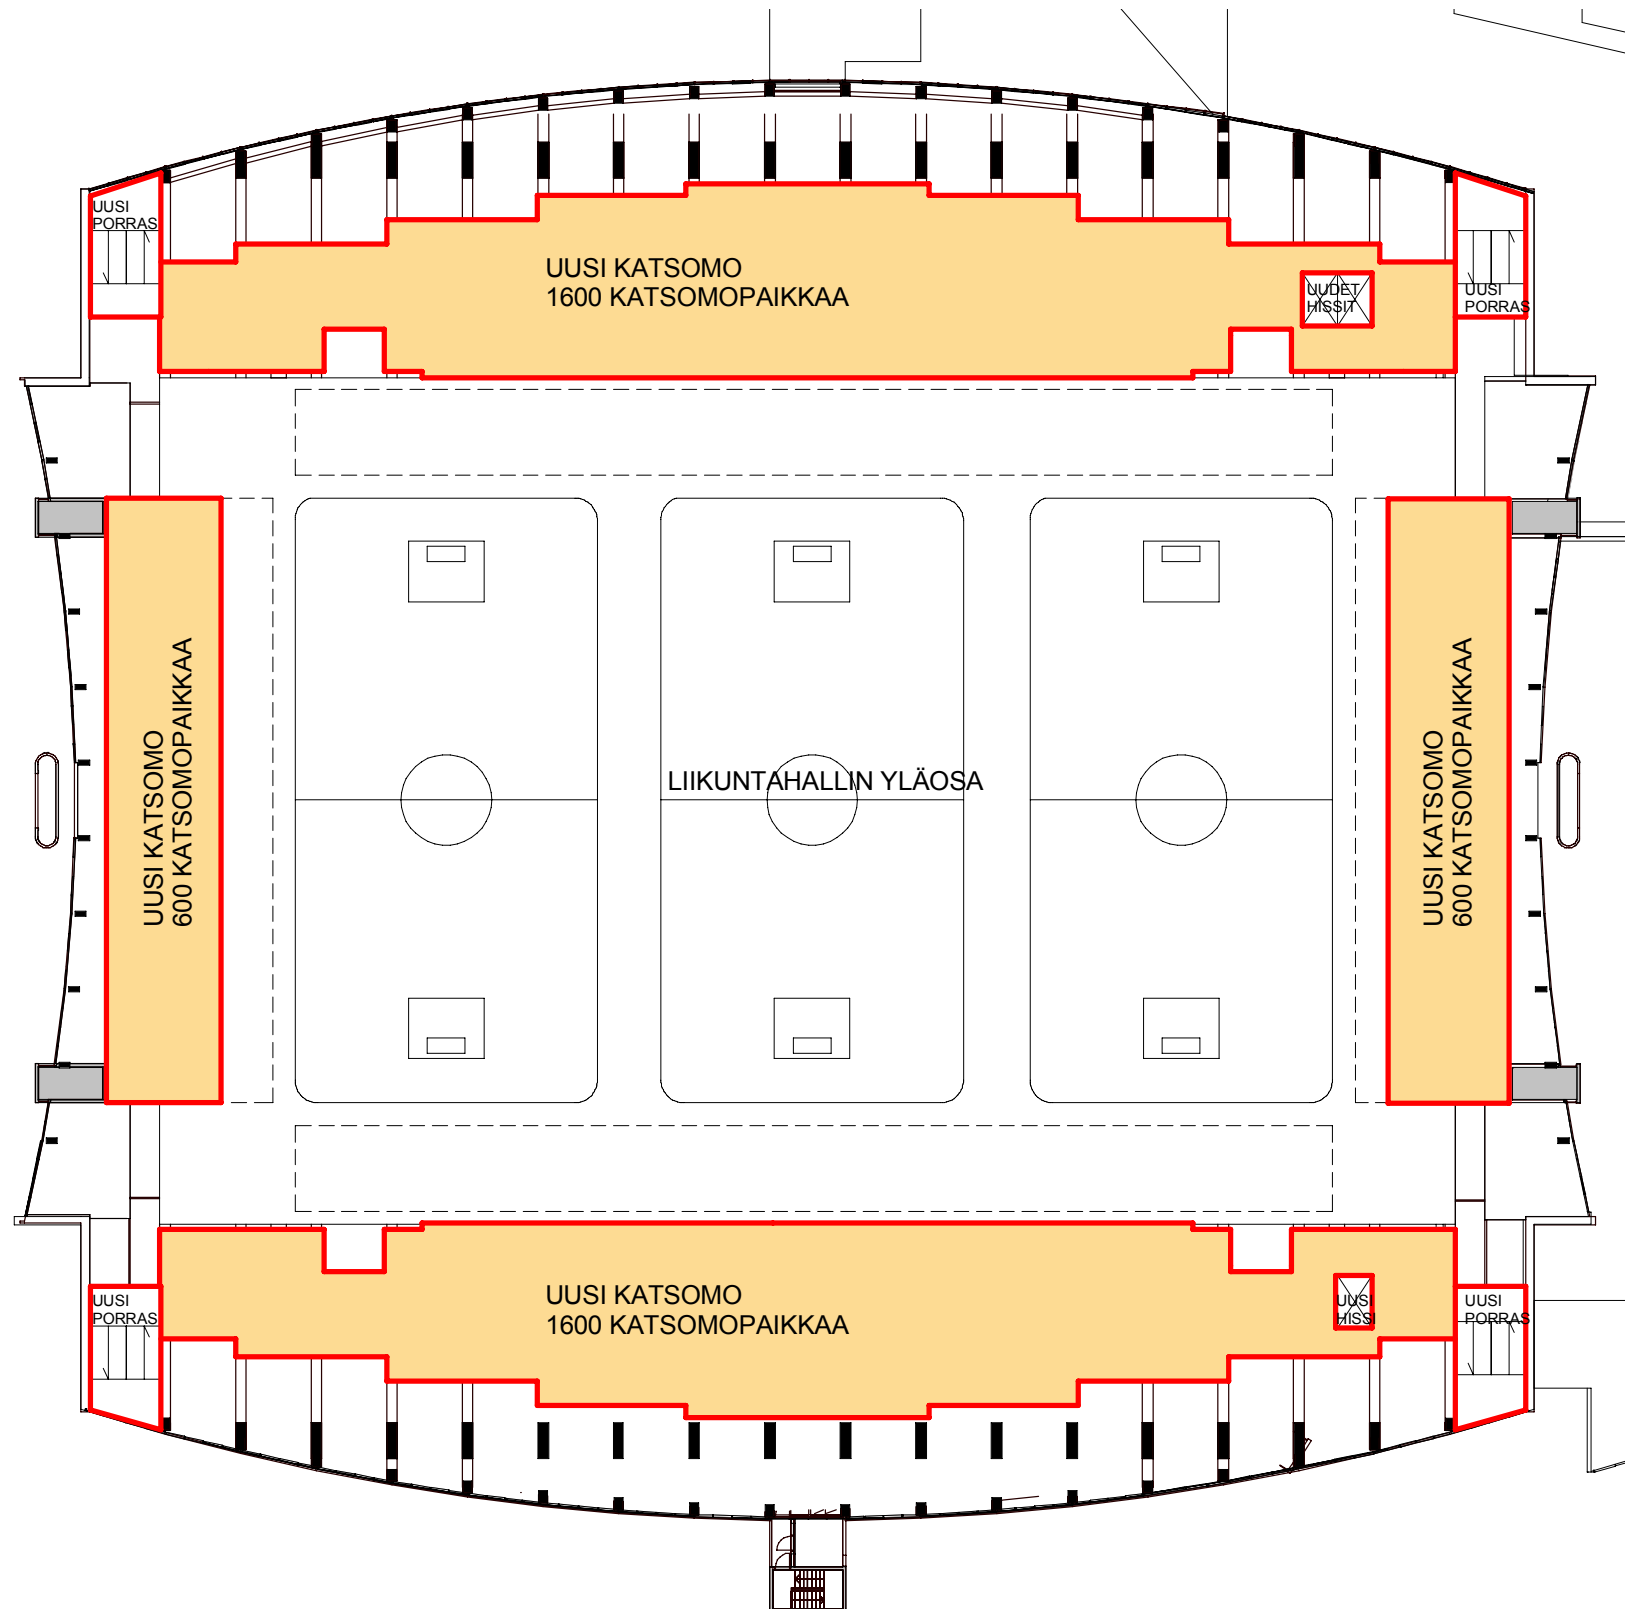 UUSI
PORRAS
UUSI KATSOMO
1600 KATSOMOPAIKKAA
UUDET
HISSIT
UUSI
PORRAS
UUSI KATSOMO
600 KATSOMOPAIKKAA
LIIKUNTAHALLIN YLÄOSA
UUSI KATSOMO
600 KATSOMOPAIKKAA
UUSI
PORRAS
UUSI KATSOMO
1600 KATSOMOPAIKKAA
UUSI
HISSI
UUSI
PORRAS